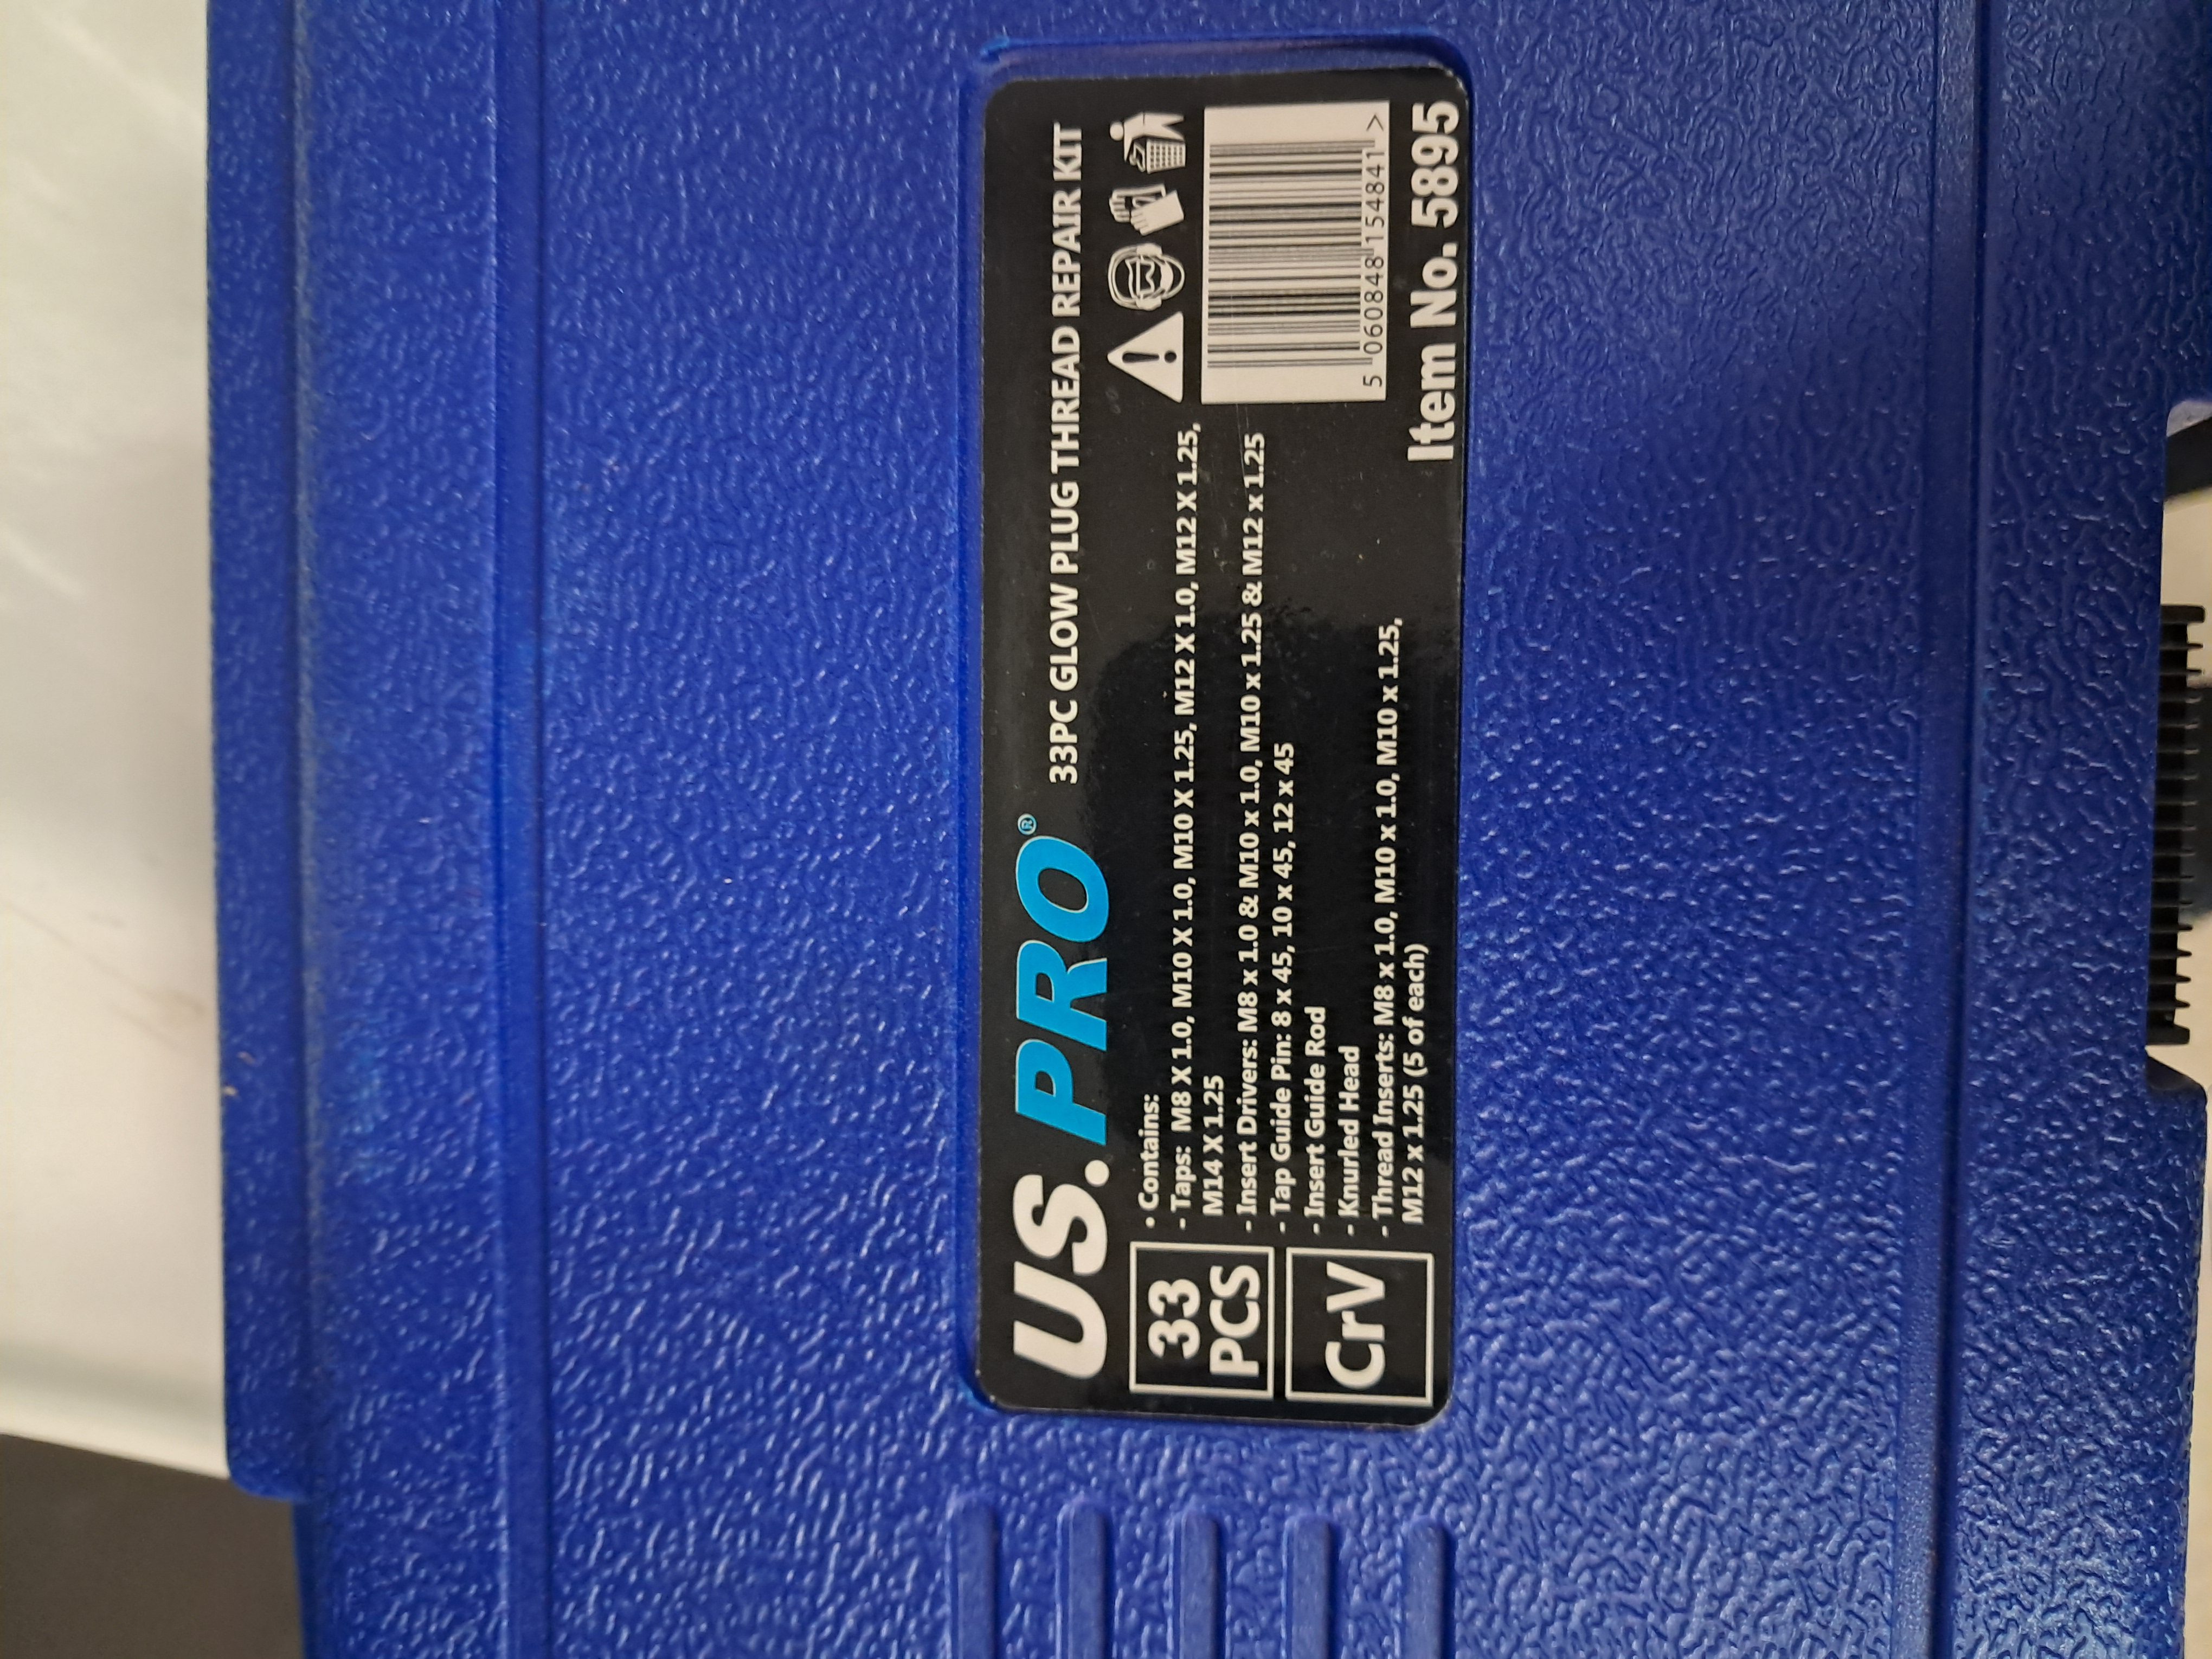 US.PRO®
33PC GLOW PLUG THREAD REPAIR KIT
33
PCS
CrV
• Contains:
- Taps: M8 X 1.0, M10 X 1.0, M10 X 1.25, M12 X 1.0, M12 X 1.25,
M14 X 1.25
- Insert Drivers: M8 x 1.0 & M10 x 1.0, M10 x 1.25 & M12 x 1.25
- Tap Guide Pin: 8 x 45, 10 x 45, 12 x 45
- Insert Guide Rod
- Knurled Head
- Thread Inserts: M8 x 1.0, M10 x 1.0, M10 x 1.25,
M12 x 1.25 (5 of each)
5 060848 154841 >
Item No. 5895